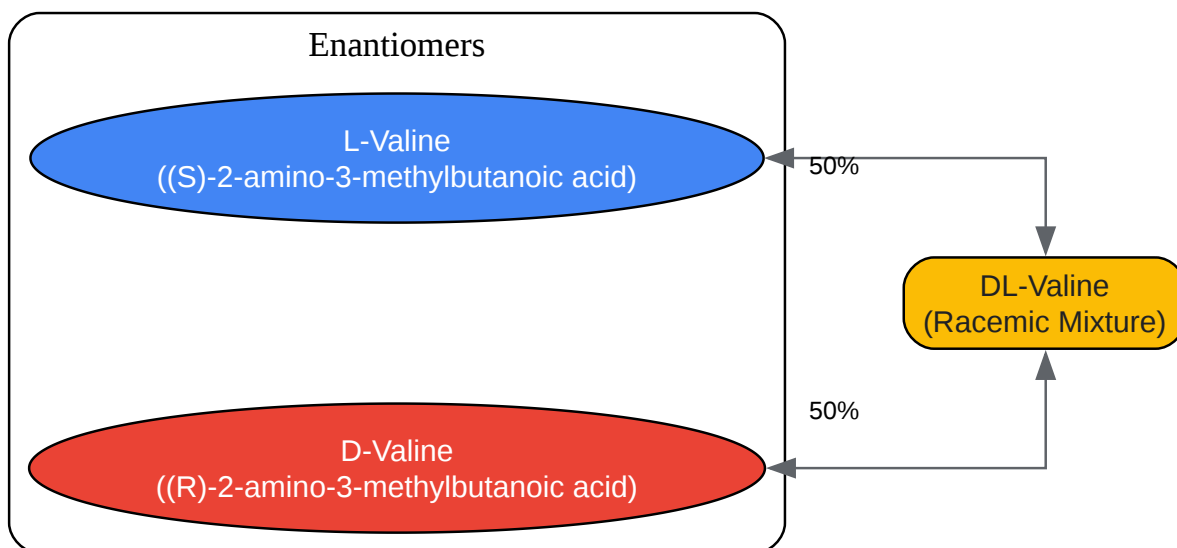 Enantiomers
L-Valine
((S)-2-amino-3-methylbutanoic acid)
50%
DL-Valine
(Racemic Mixture)
50%
D-Valine
((R)-2-amino-3-methylbutanoic acid)